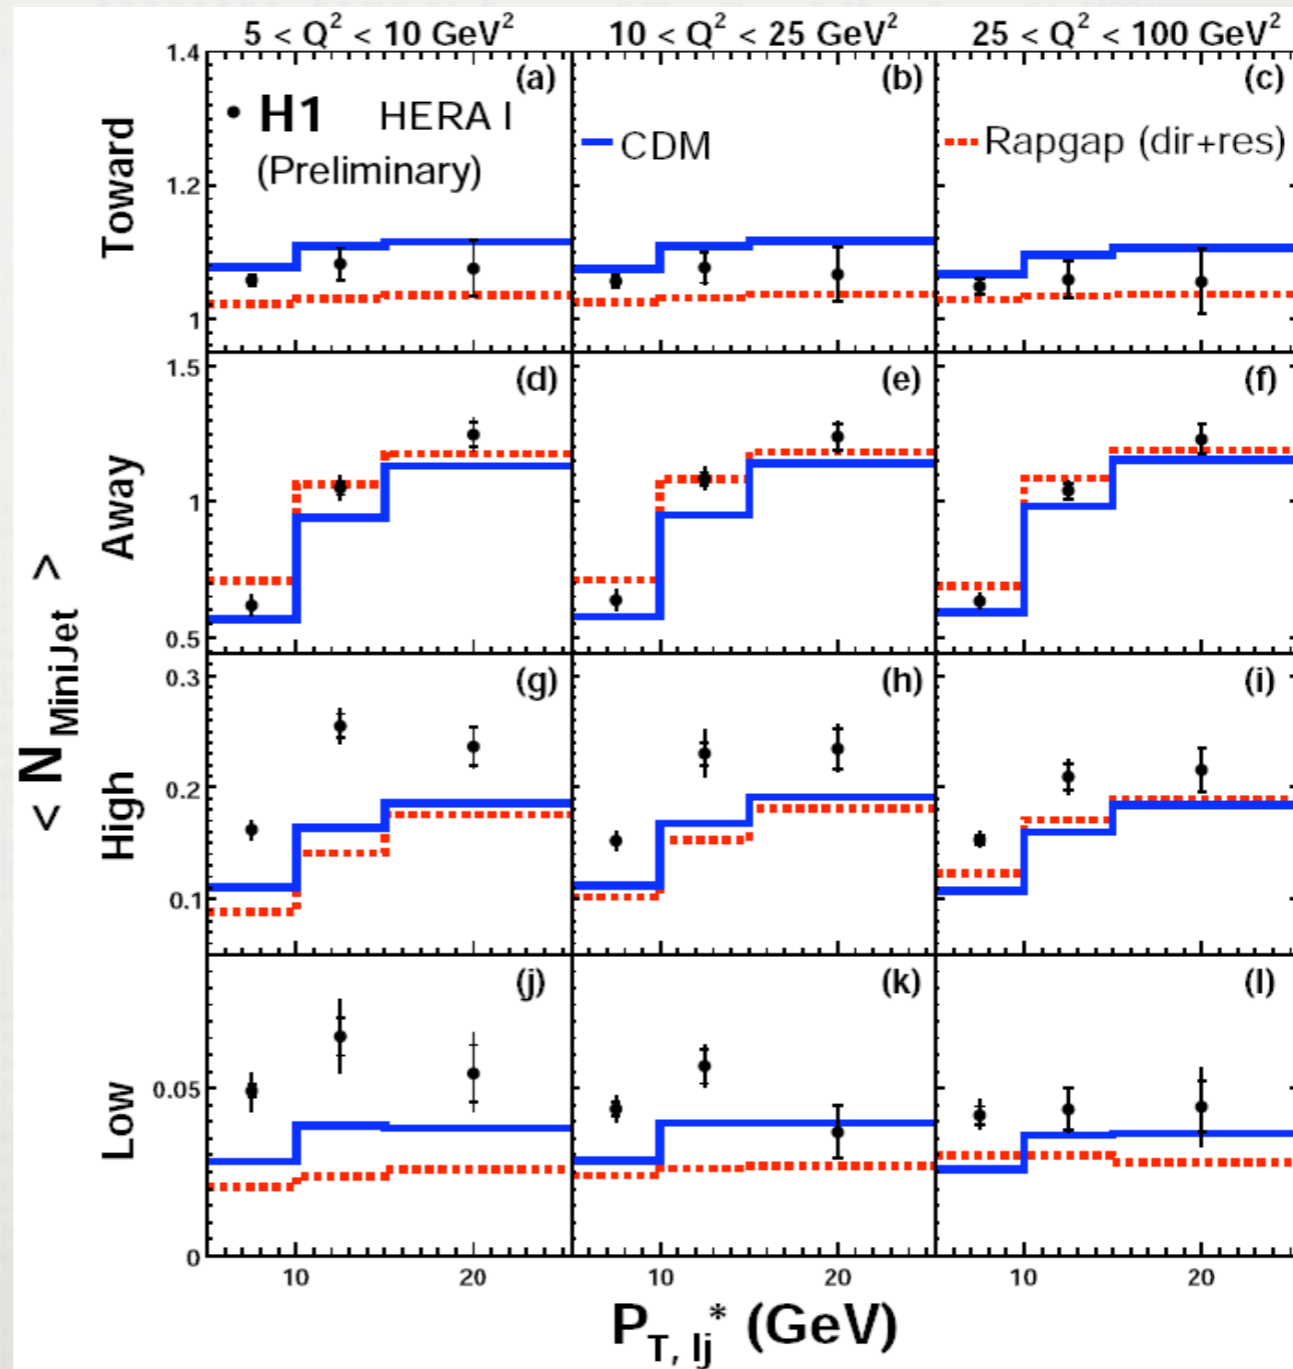 5 < Q² < 10 GeV² 10 < Q² < 25 GeV² 25 < Q² < 100 GeV²
1.4 (a) (b) (c)
• H1 HERA I CDM Rapgap (dir+res)
(Preliminary)
Toward
1.2
1
1.5 (d) (e) (f)
Away
1
0.5
< N_MiniJet >
0.3 (g) (h) (i)
High
0.2
0.1
(j) (k) (l)
Low
0.05
0
10 20 10 20 10 20
P_T, lj* (GeV)